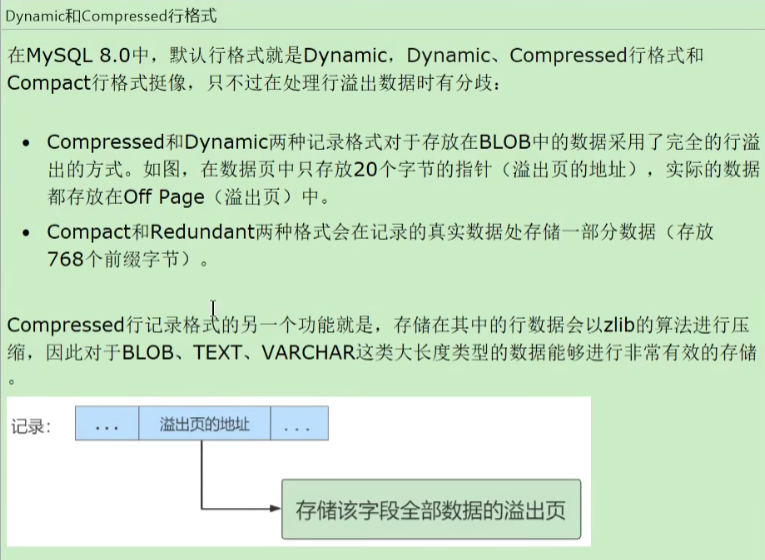 Dynamic和Compressed行格式
在MySQL 8.0中，默认行格式就是Dynamic，Dynamic、Compressed行格式和
Compact行格式挺像，只不过在处理行溢出数据时有分歧：
• Compressed和Dynamic两种记录格式对于存放在BLOB中的数据采用了完全的行溢
出的方式。如图，在数据页中只存放20个字节的指针（溢出页的地址），实际的数据
都存放在Off Page（溢出页）中。
• Compact和Redundant两种格式会在记录的真实数据处存储一部分数据（存放
768个前缀字节）。
Compressed行记录格式的另一个功能就是，存储在其中的行数据会以zlib的算法进行压
缩，因此对于BLOB、TEXT、VARCHAR这类大长度类型的数据能够进行非常有效的存储
。
记录： ... 溢出页的地址 ...
存储该字段全部数据的溢出页